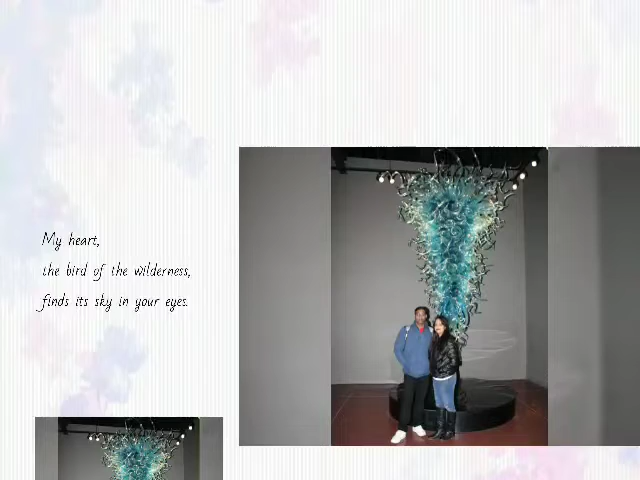 My heart,
the bird of the wilderness,
finds its sky in your eyes.